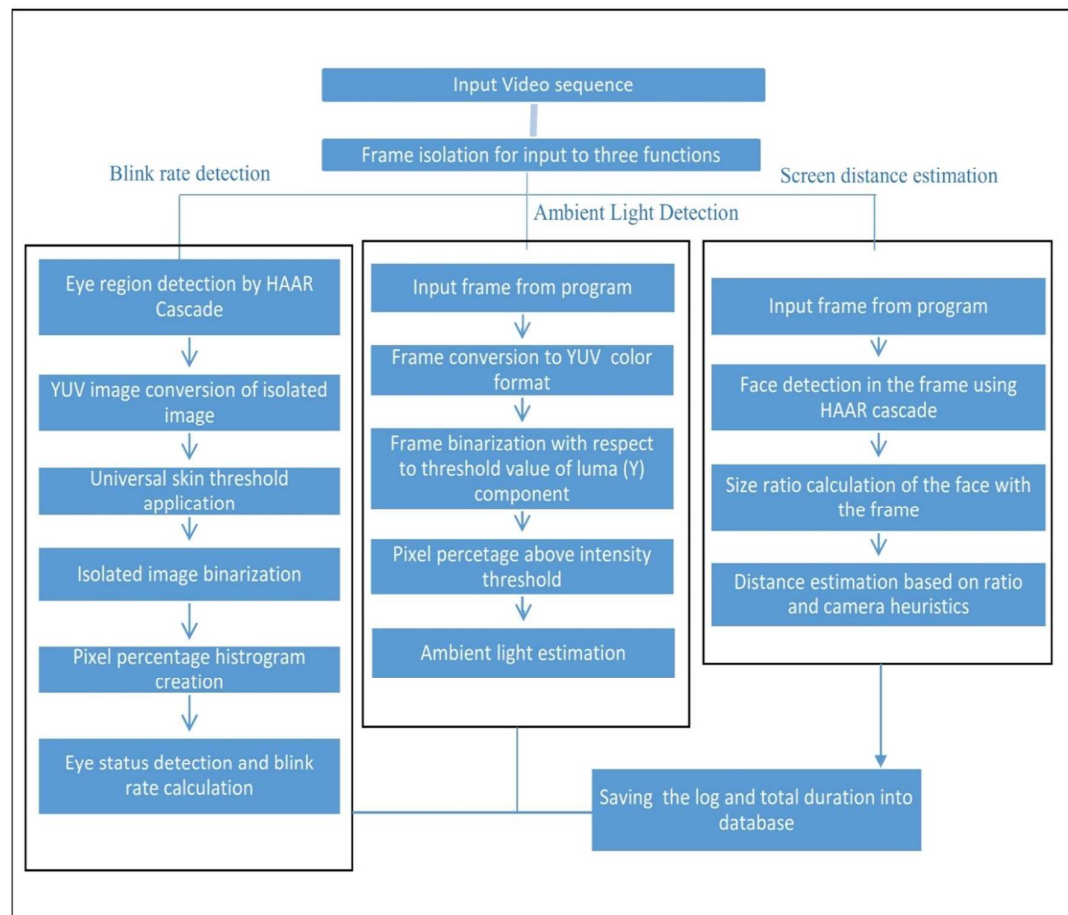 Input Video sequence
Frame isolation for input to three functions
Blink rate detection
Ambient Light Detection
Screen distance estimation
Eye region detection by HAAR
Cascade
YUV image conversion of isolated
image
Universal skin threshold
application
Isolated image binarization
Pixel percentage histrogram
creation
Eye status detection and blink
rate calculation
Input frame from program
Frame conversion to YUV color
format
Frame binarization with respect
to threshold value of luma (Y)
component
Pixel percetage above intensity
threshold
Ambient light estimation
Input frame from program
Face detection in the frame using
HAAR cascade
Size ratio calculation of the face with
the frame
Distance estimation based on ratio
and camera heuristics
Saving the log and total duration into
database